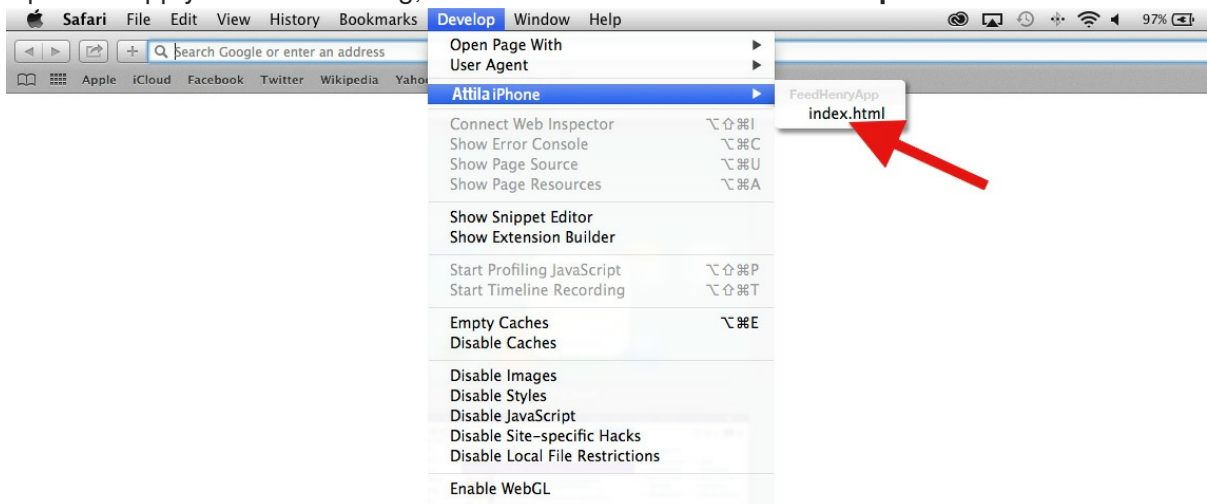 Safari File Edit View History Bookmarks Develop Window Help 97%
Search Google or enter an address
Apple iCloud Facebook Twitter Wikipedia Yaho
Open Page With
User Agent
Attila iPhone
FeedHenryApp
index.html
Connect Web Inspector ⌥⇧⌘I
Show Error Console ⌥⌘C
Show Page Source ⌥⌘U
Show Page Resources ⌥⌘A
Show Snippet Editor
Show Extension Builder
Start Profiling JavaScript ⌥⇧⌘P
Start Timeline Recording ⌥⇧⌘T
Empty Caches ⌥⌘E
Disable Caches
Disable Images
Disable Styles
Disable JavaScript
Disable Site-specific Hacks
Disable Local File Restrictions
Enable WebGL